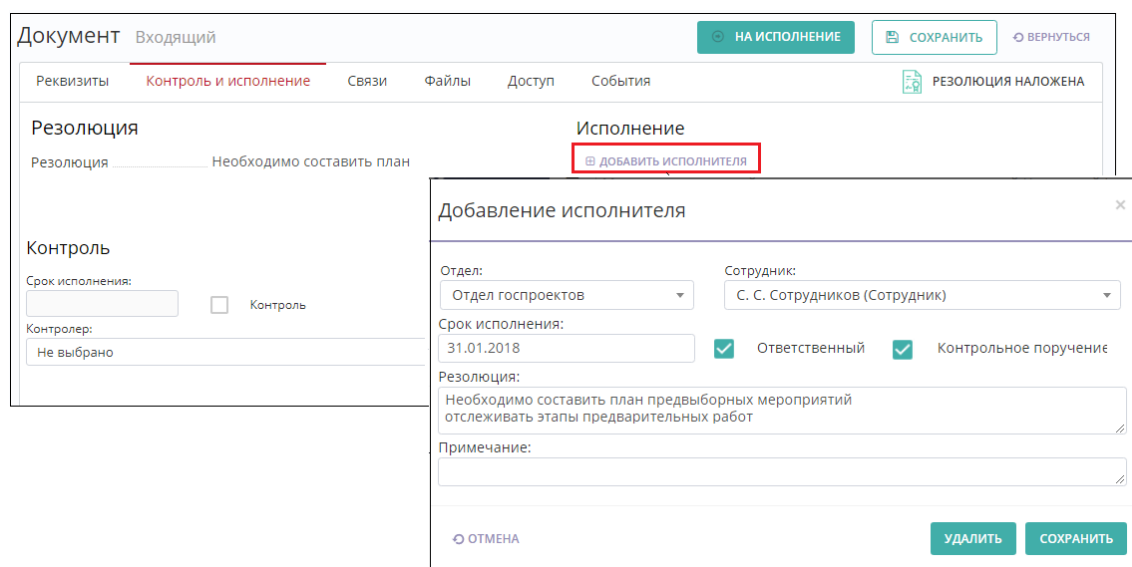 Документ Входящий
НА ИСПОЛНЕНИЕ
СОХРАНИТЬ
ВЕРНУТЬСЯ
Реквизиты
Контроль и исполнение
Связи
Файлы
Доступ
События
РЕЗОЛЮЦИЯ НАЛОЖЕНА
Резолюция
Исполнение
Резолюция
Необходимо составить план
ДОБАВИТЬ ИСПОЛНИТЕЛЯ
Контроль
Срок исполнения:
Контроль
Контролер:
Не выбрано
Добавление исполнителя
Отдел:
Сотрудник:
Отдел госпроектов
С. С. Сотрудников (Сотрудник)
Срок исполнения:
31.01.2018
Ответственный
Контрольное поручение
Резолюция:
Необходимо составить план предвыборных мероприятий
отслеживать этапы предварительных работ
Примечание:
ОТМЕНА
УДАЛИТЬ
СОХРАНИТЬ